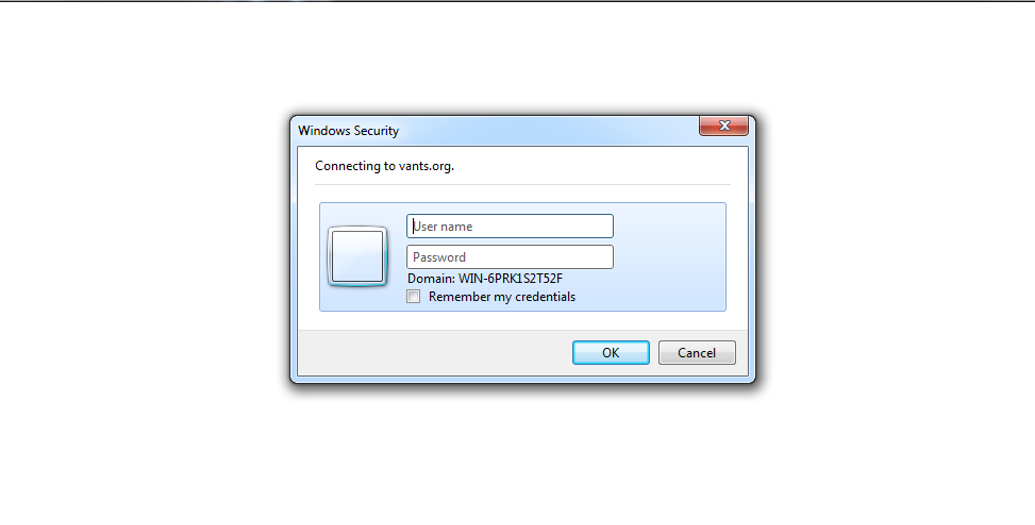 Windows Security
Connecting to vants.org.
User name
Password
Domain: WIN-6PRK1S2T52F
Remember my credentials
OK
Cancel